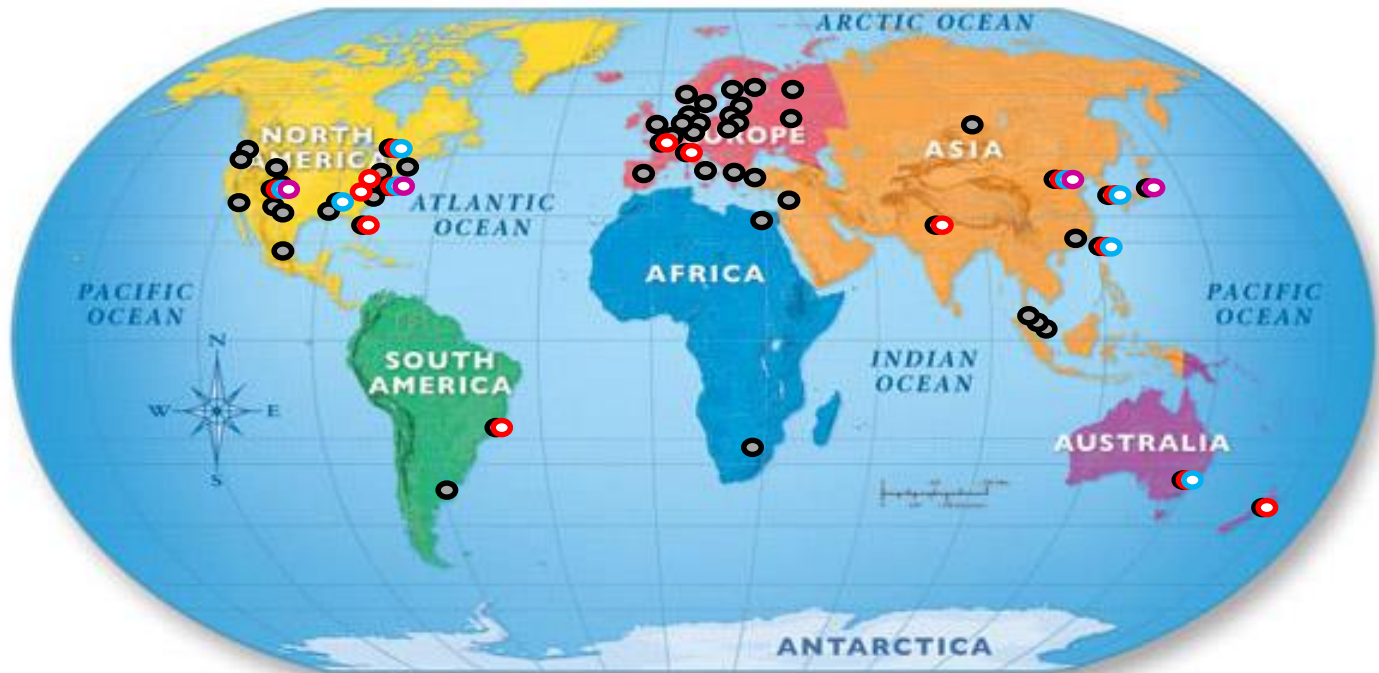 ARCTIC OCEAN
NORTH
AMERICA
EUROPE
ASIA
ATLANTIC
OCEAN
AFRICA
PACIFIC
OCEAN
PACIFIC
OCEAN
N
W
E
S
SOUTH
AMERICA
INDIAN
OCEAN
AUSTRALIA
ANTARCTICA